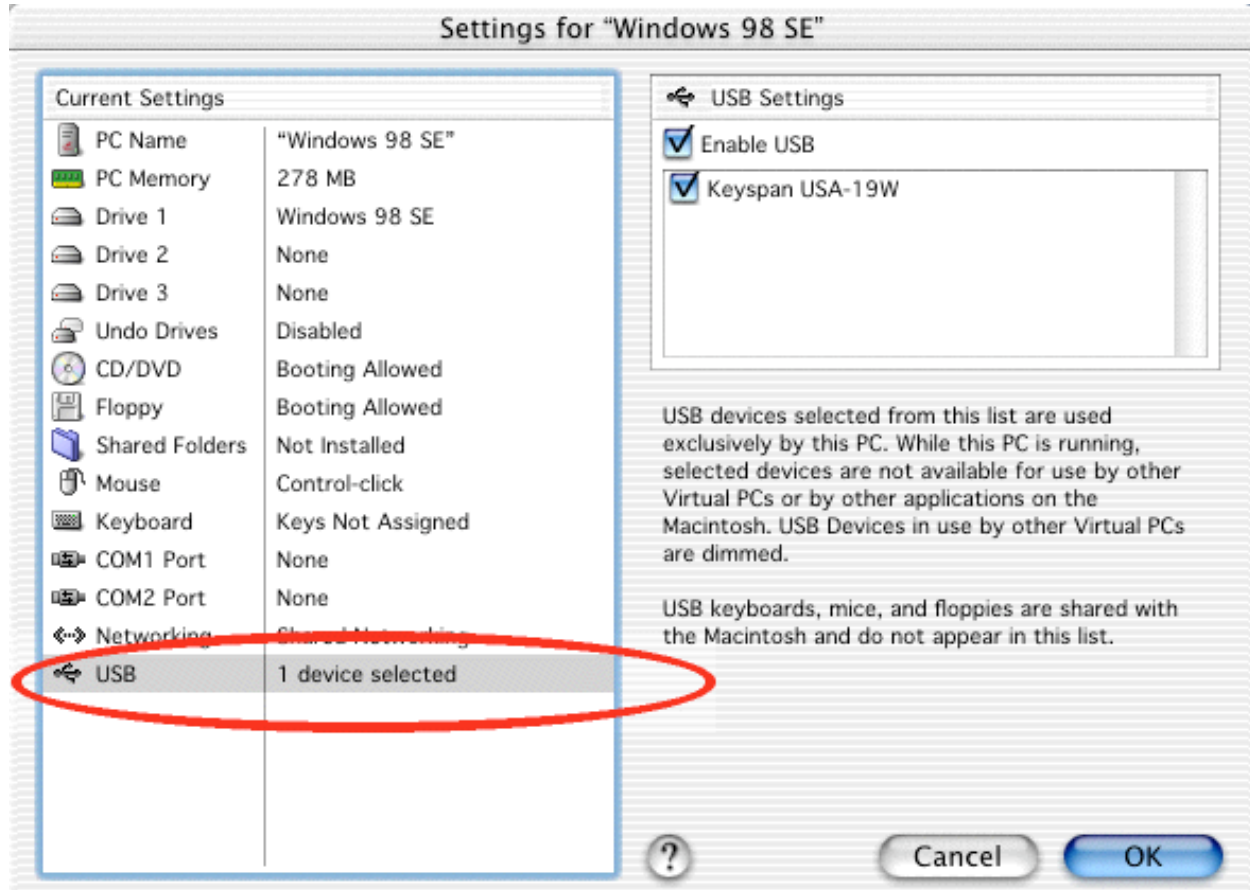 Settings for “Windows 98 SE”
Current Settings
PC Name “Windows 98 SE”
PC Memory 278 MB
Drive 1 Windows 98 SE
Drive 2 None
Drive 3 None
Undo Drives Disabled
CD/DVD Booting Allowed
Floppy Booting Allowed
Shared Folders Not Installed
Mouse Control-click
Keyboard Keys Not Assigned
COM1 Port None
COM2 Port None
Networking Shared Networking
USB 1 device selected
USB Settings
Enable USB
Keyspan USA-19W
USB devices selected from this list are used
exclusively by this PC. While this PC is running,
selected devices are not available for use by other
Virtual PCs or by other applications on the
Macintosh. USB Devices in use by other Virtual PCs
are dimmed.
USB keyboards, mice, and floppies are shared with
the Macintosh and do not appear in this list.
? Cancel OK